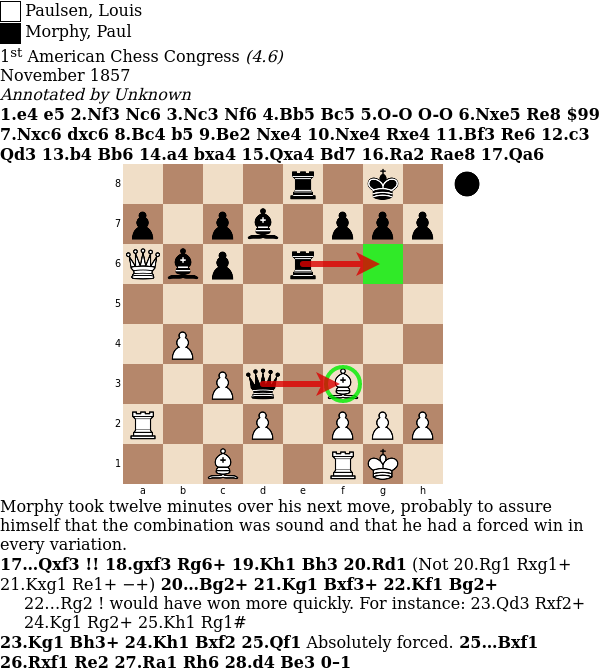 Paulsen, Louis
Morphy, Paul
1st American Chess Congress (4.6)
November 1857
Annotated by Unknown
1.e4 e5 2.Nf3 Nc6 3.Nc3 Nf6 4.Bb5 Bc5 5.O-O O-O 6.Nxe5 Re8 $99
7.Nxc6 dxc6 8.Bc4 b5 9.Be2 Nxe4 10.Nxe4 Rxe4 11.Bf3 Re6 12.c3
Qd3 13.b4 Bb6 14.a4 bxa4 15.Qxa4 Bd7 16.Ra2 Rae8 17.Qa6
8
7
6
5
4
3
2
1
a b c d e f g h
Morphy took twelve minutes over his next move, probably to assure
himself that the combination was sound and that he had a forced win in
every variation.
17...Qxf3 !! 18.gxf3 Rg6+ 19.Kh1 Bh3 20.Rd1 (Not 20.Rg1 Rxg1+
21.Kxg1 Re1+ −+) 20...Bg2+ 21.Kg1 Bxf3+ 22.Kf1 Bg2+
22...Rg2 ! would have won more quickly. For instance: 23.Qd3 Rxf2+
24.Kg1 Rg2+ 25.Kh1 Rg1#
23.Kg1 Bh3+ 24.Kh1 Bxf2 25.Qf1 Absolutely forced. 25...Bxf1
26.Rxf1 Re2 27.Ra1 Rh6 28.d4 Be3 0–1